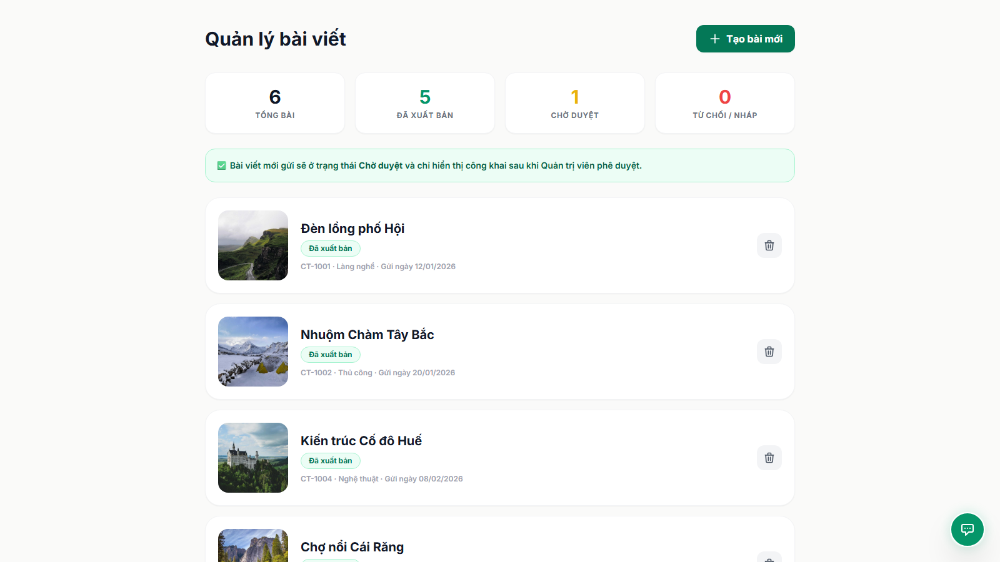 Quản lý bài viết
Tạo bài mới
6
TỔNG BÀI
5
ĐÃ XUẤT BẢN
1
CHỜ DUYỆT
0
TỪ CHỐI / NHÁP
Bài viết mới gửi sẽ ở trạng thái Chờ duyệt và chỉ hiển thị công khai sau khi Quản trị viên phê duyệt.
Đèn lồng phố Hội
Đã xuất bản
CT-1001 · Làng nghề · Gửi ngày 12/01/2026
Nhuộm Chàm Tây Bắc
Đã xuất bản
CT-1002 · Thủ công · Gửi ngày 20/01/2026
Kiến trúc Cố đô Huế
Đã xuất bản
CT-1004 · Nghệ thuật · Gửi ngày 08/02/2026
Chợ nổi Cái Răng